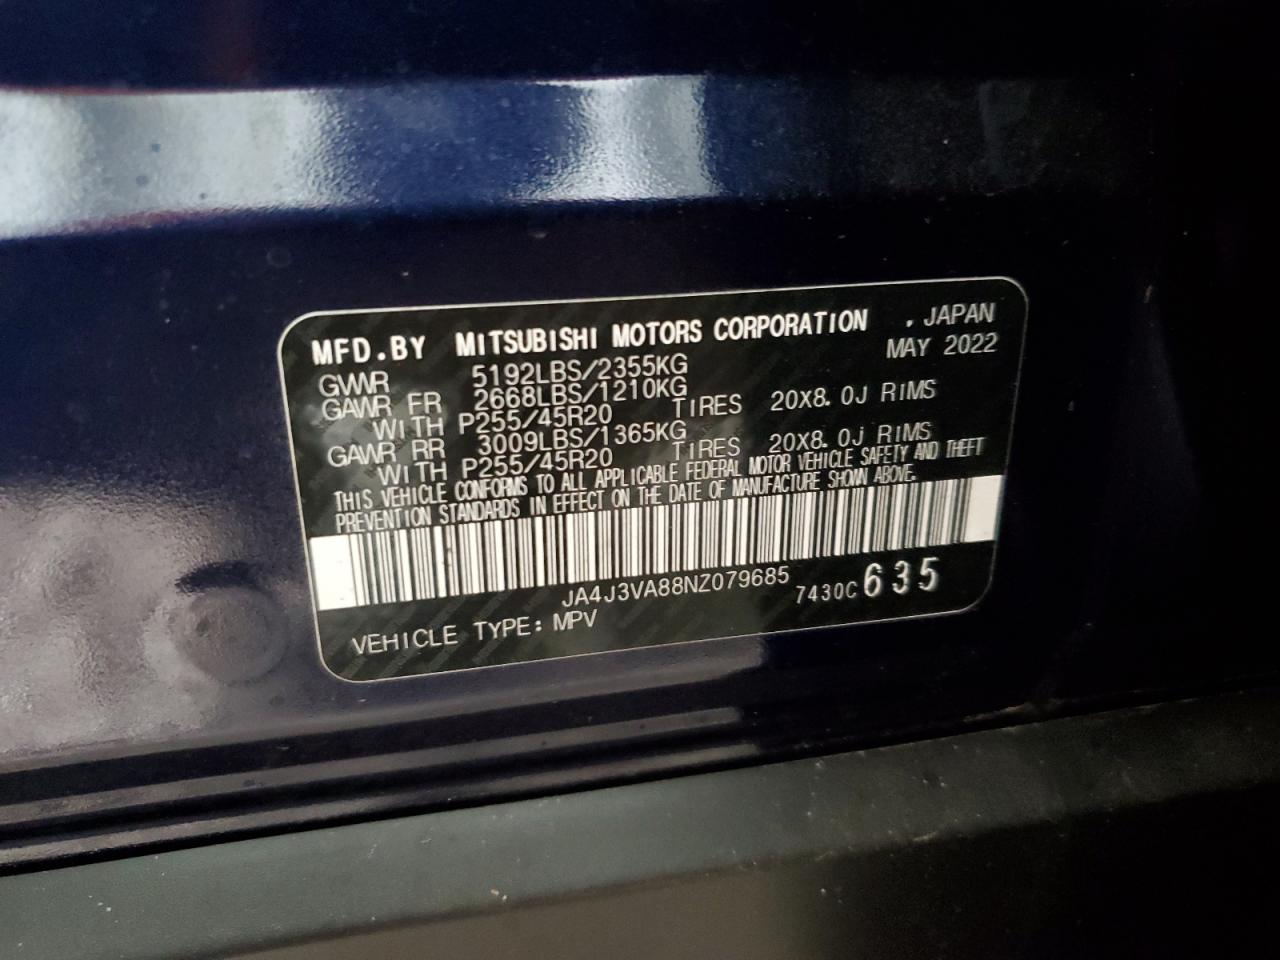 MFD.BY MITSUBISHI MOTORS CORPORATION , JAPAN
MAY 2022
GVWR 5192LBS/2355KG
GAWR FR 2668LBS/1210KG
WITH P255/45R20 TIRES 20X8.0J RIMS
GAWR RR 3009LBS/1365KG
WITH P255/45R20 TIRES 20X8.0J RIMS
THIS VEHICLE CONFORMS TO ALL APPLICABLE FEDERAL MOTOR VEHICLE SAFETY AND THEFT
PREVENTION STANDARDS IN EFFECT ON THE DATE OF MANUFACTURE SHOWN ABOVE.
JA4J3VA88NZ079685
7430C 635
VEHICLE TYPE: MPV